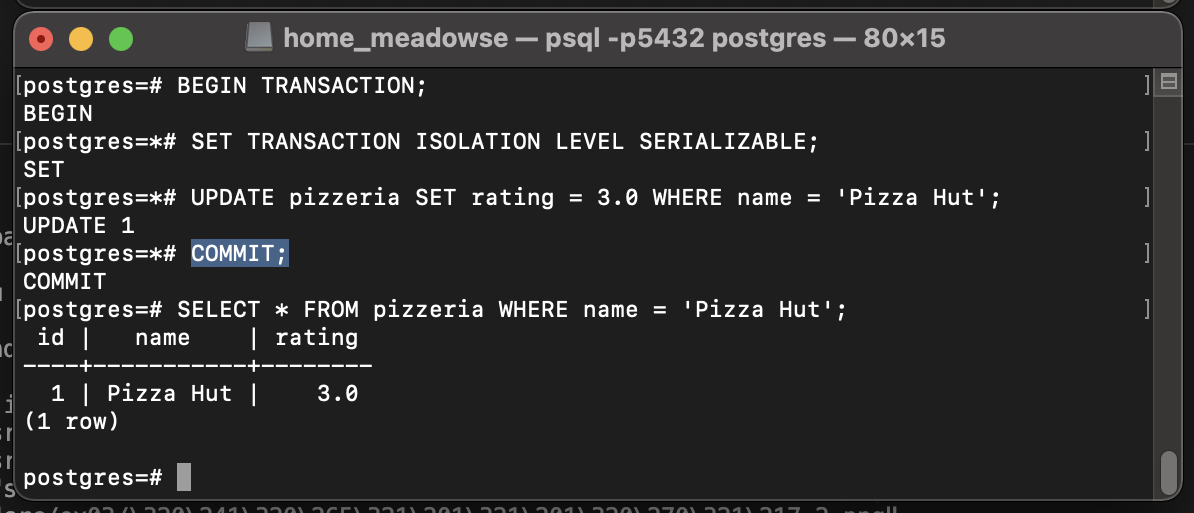 home_meadowse — psql -p5432 postgres — 80×15
[postgres=# BEGIN TRANSACTION; ]
BEGIN
[postgres=*# SET TRANSACTION ISOLATION LEVEL SERIALIZABLE; ]
SET
[postgres=*# UPDATE pizzeria SET rating = 3.0 WHERE name = 'Pizza Hut'; ]
UPDATE 1
[postgres=*# COMMIT; ]
COMMIT
[postgres=# SELECT * FROM pizzeria WHERE name = 'Pizza Hut'; ]
 id |   name    | rating
----+-----------+--------
  1 | Pizza Hut |    3.0
(1 row)
postgres=#